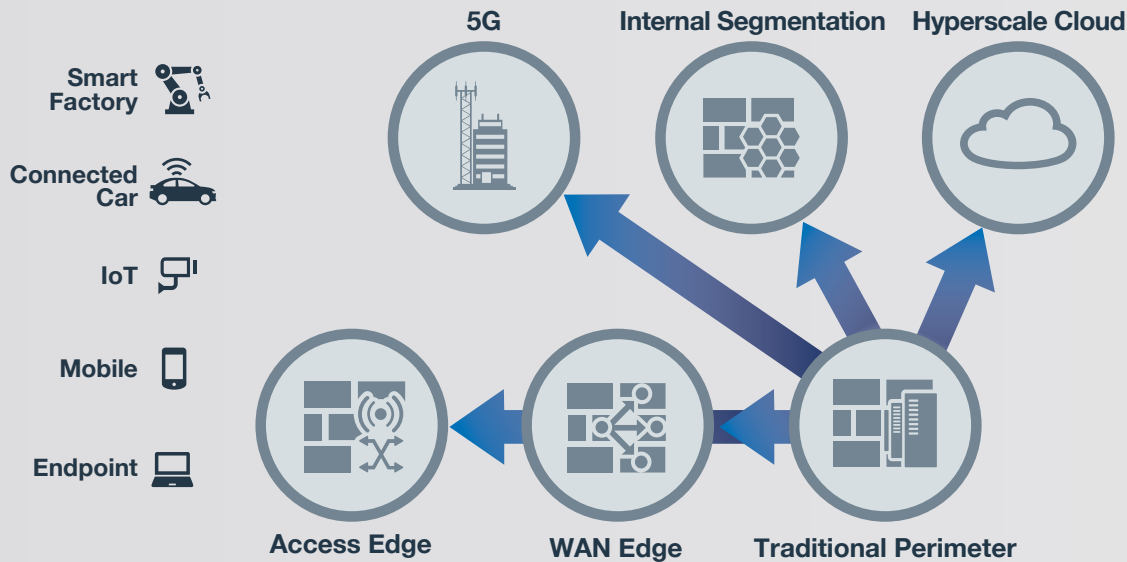 5G
Internal Segmentation
Hyperscale Cloud
Smart
Factory
Connected
Car
IoT
Mobile
Endpoint
Access Edge
WAN Edge
Traditional Perimeter